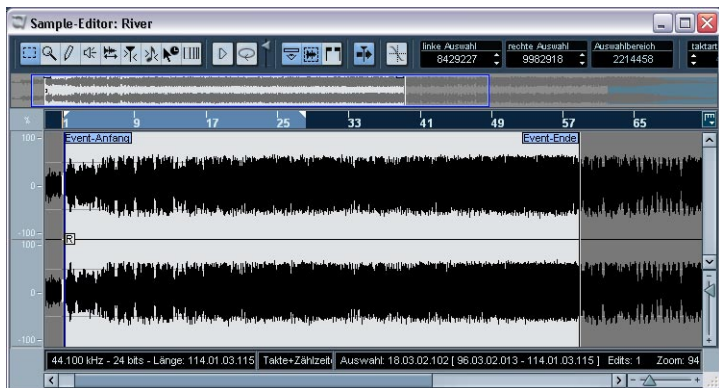 Sample-Editor: River
linke Auswahl rechte Auswahl Auswahlbereich taktart
8429227 9982918 2214458
% 1 9 17 25 33 41 49 57 65
100 Event-Anfang Event-Ende
0
-100
100 R
0
-100
44.100 kHz - 24 bits - Länge: 114.01.03.115 Takte+Zählzeit Auswahl: 18.03.02.102 [ 96.03.02.013 - 114.01.03.115 ] Edits: 1 Zoom: 94